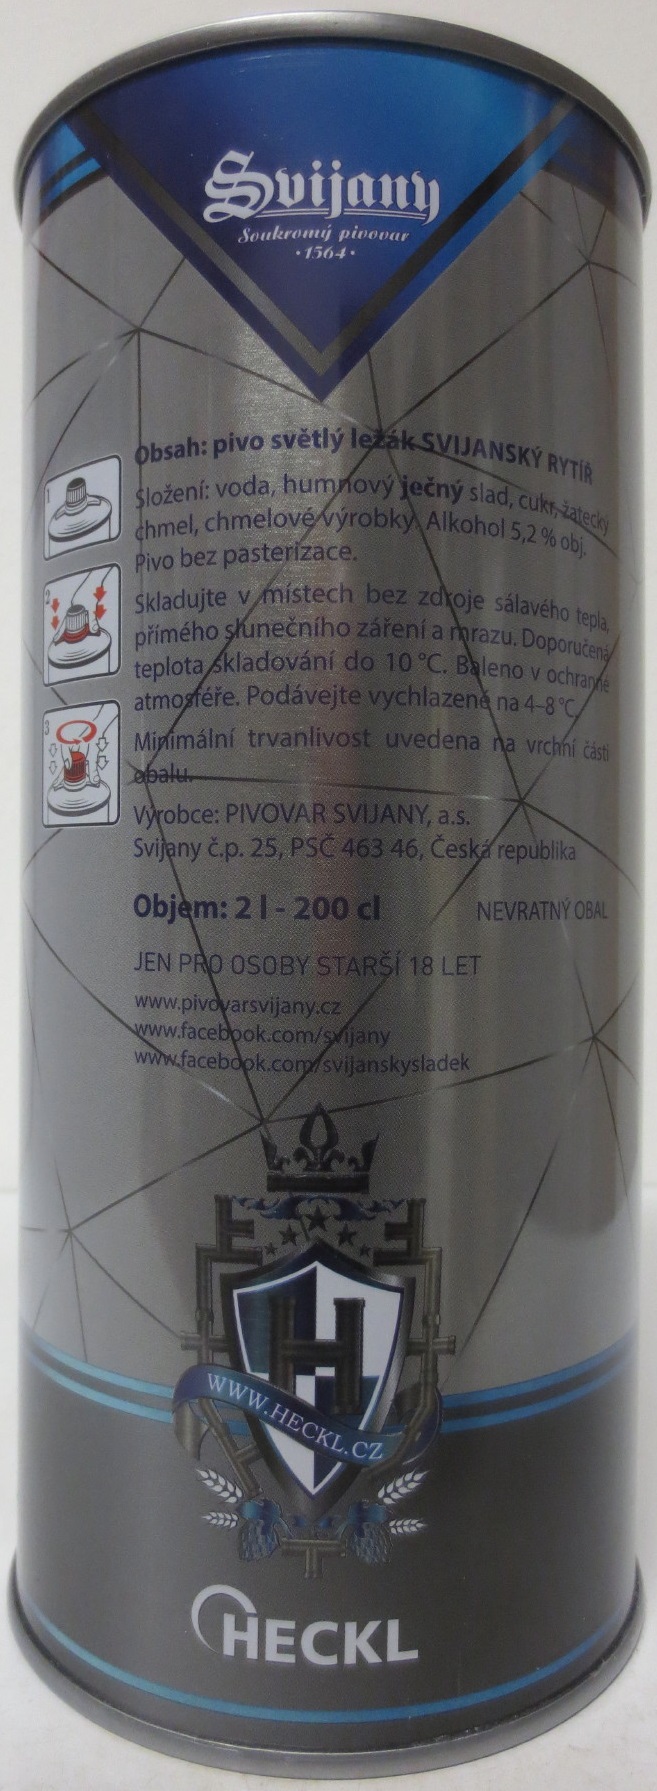 Svijany
Soukromý pivovar
·1564·
Obsah: pivo světlý ležák SVIJANSKÝ RYTÍŘ
Složení: voda, humnový ječný slad, cukr, žatecký
chmel, chmelové výrobky. Alkohol 5,2 % obj.
Pivo bez pasterizace.
1
2
3
Skladujte v místech bez zdroje sálavého tepla,
přímého slunečního záření a mrazu. Doporučená
teplota skladování do 10 °C. Baleno v ochranné
atmosféře. Podávejte vychlazené na 4–8 °C.
Minimální trvanlivost uvedena na vrchní části
obalu.
Výrobce: PIVOVAR SVIJANY, a.s.
Svijany č.p. 25, PSČ 463 46, Česká republika
Objem: 2 l - 200 cl NEVRATNÝ OBAL
JEN PRO OSOBY STARŠÍ 18 LET
www.pivovarsvijany.cz
www.facebook.com/svijany
www.facebook.com/svijanskysladek
H
WWW.HECKL.CZ
HECKL